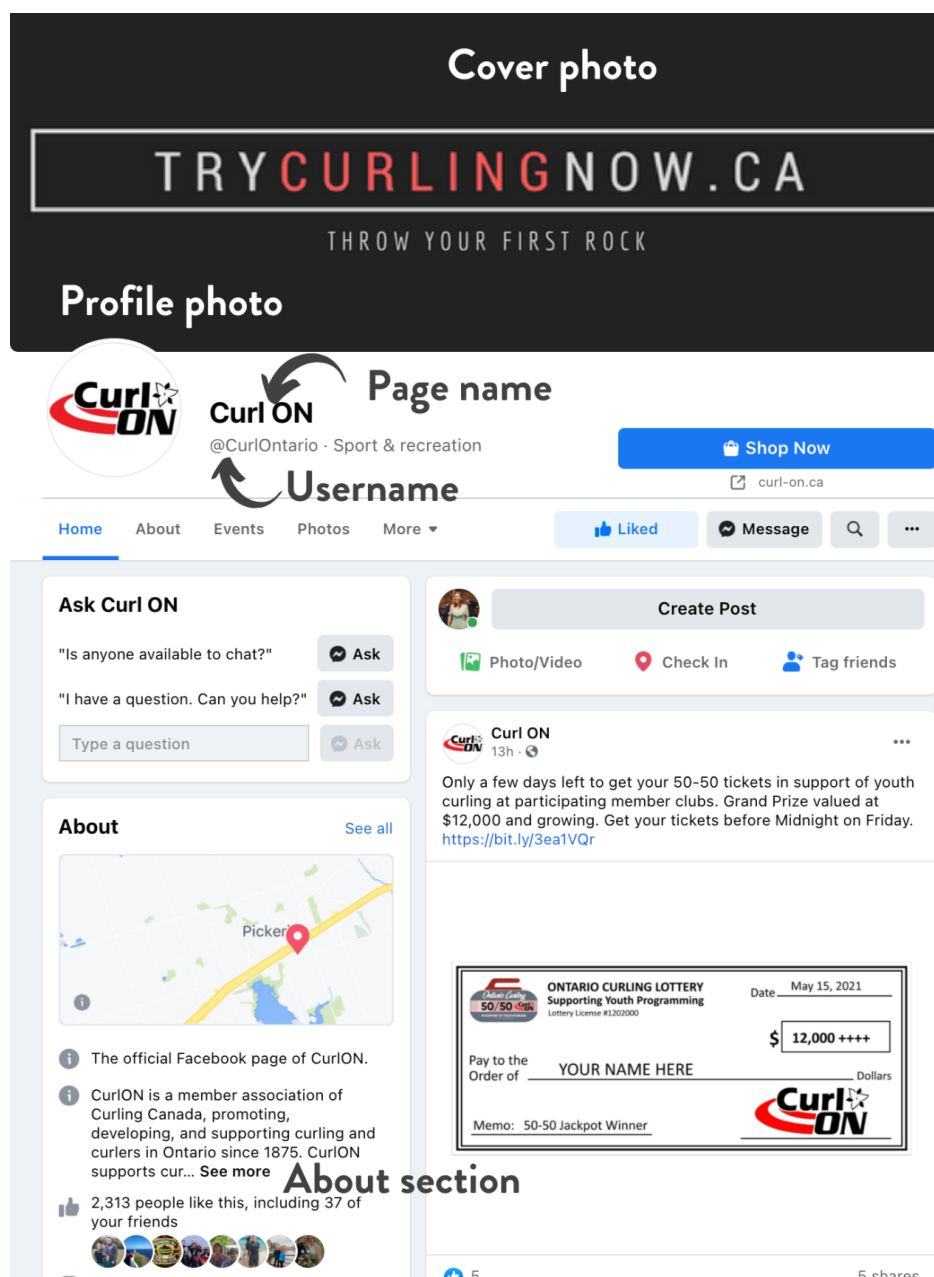 Cover photo
TRYCURLINGNOW.CA
THROW YOUR FIRST ROCK
Profile photo
Curl ON
Page name
Curl ON
@CurlOntario · Sport & recreation
Username
Shop Now
curl-on.ca
Home About Events Photos More
Liked Message
Ask Curl ON
"Is anyone available to chat?" Ask
"I have a question. Can you help?" Ask
Type a question Ask
About See all
Picker
The official Facebook page of CurlON.
CurlON is a member association of
Curling Canada, promoting,
developing, and supporting curling and
curlers in Ontario since 1875. CurlON
supports cur... See more
About section
2,313 people like this, including 37 of
your friends
Create Post
Photo/Video Check In Tag friends
Curl ON
Curl ON
13h ·
Only a few days left to get your 50-50 tickets in support of youth
curling at participating member clubs. Grand Prize valued at
$12,000 and growing. Get your tickets before Midnight on Friday.
https://bit.ly/3ea1VQr
Ontario Curling
50/50 Curl ON
ONTARIO CURLING LOTTERY
Supporting Youth Programming
Lottery License #1202000
Date May 15, 2021
$ 12,000 ++++
Pay to the
Order of YOUR NAME HERE Dollars
Curl ON
Memo: 50-50 Jackpot Winner
5 5 shares